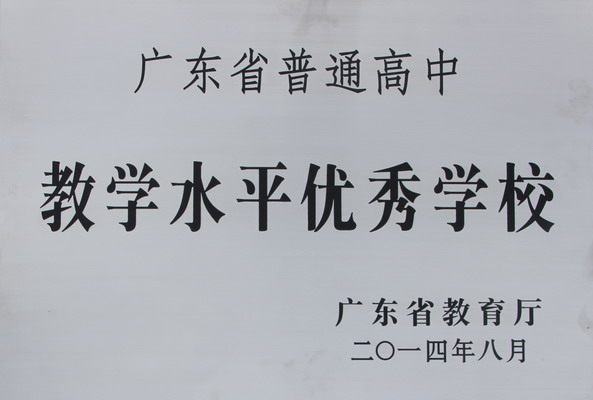 广东省普通高中
教学水平优秀学校
广东省教育厅
二〇一四年八月